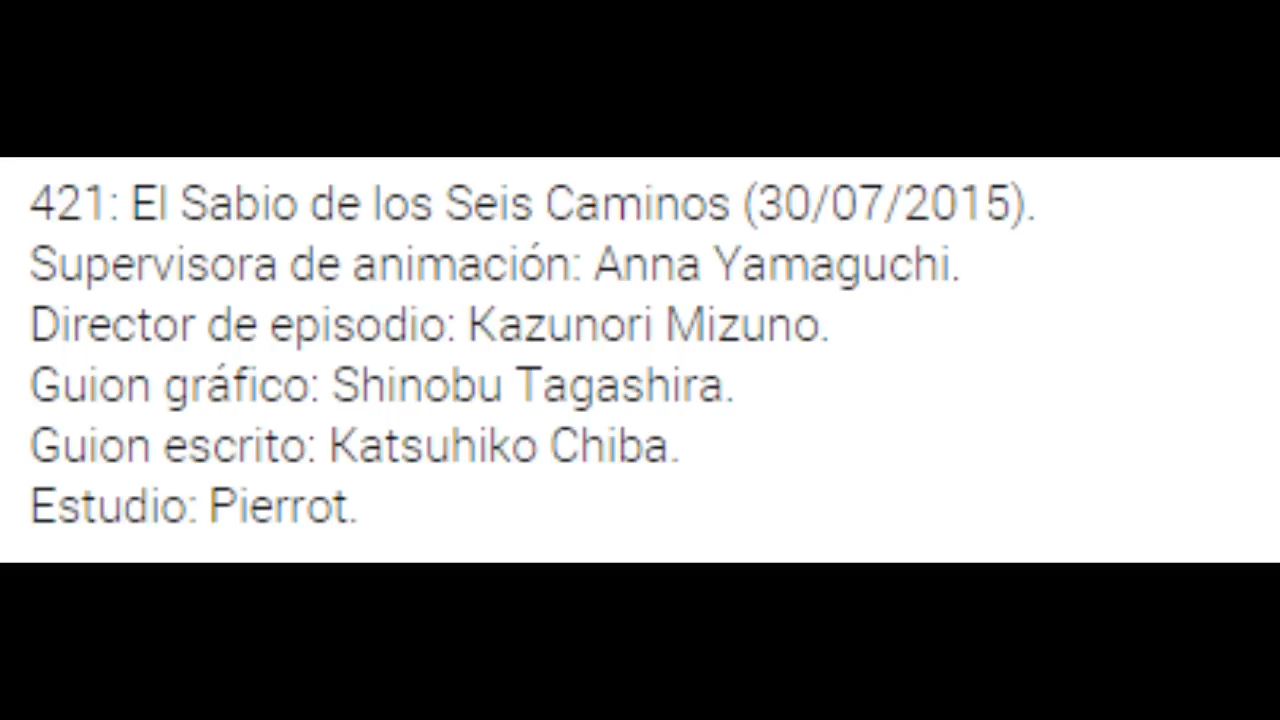 421: El Sabio de los Seis Caminos (30/07/2015).
Supervisora de animación: Anna Yamaguchi.
Director de episodio: Kazunori Mizuno.
Guion gráfico: Shinobu Tagashira.
Guion escrito: Katsuhiko Chiba.
Estudio: Pierrot.